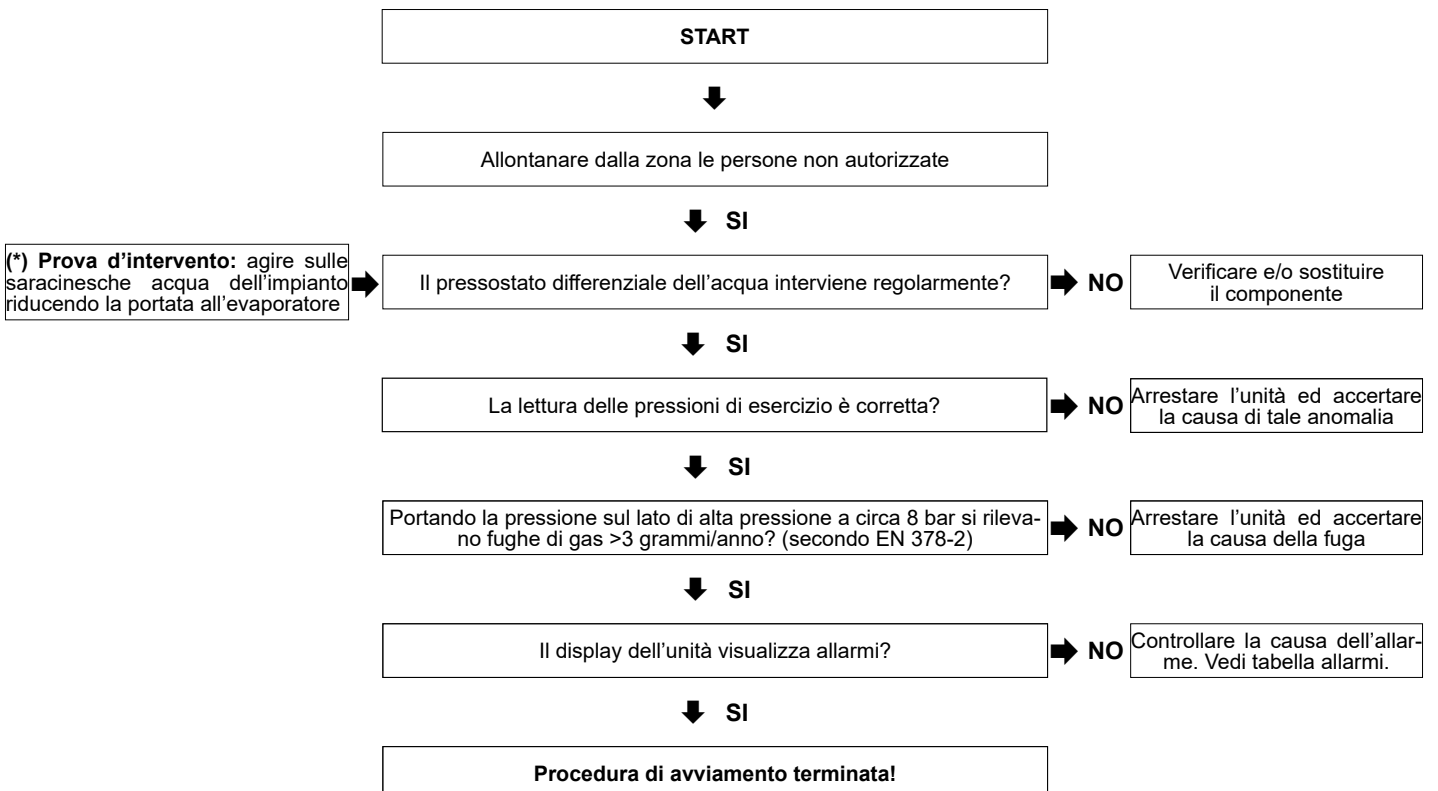 START
Allontanare dalla zona le persone non autorizzate
SI
(*) Prova d’intervento: agire sulle
saracinesche acqua dell’impianto
riducendo la portata all’evaporatore
Il pressostato differenziale dell’acqua interviene regolarmente?
NO
Verificare e/o sostituire
il componente
SI
La lettura delle pressioni di esercizio è corretta?
NO
Arrestare l’unità ed accertare
la causa di tale anomalia
SI
Portando la pressione sul lato di alta pressione a circa 8 bar si rileva-
no fughe di gas >3 grammi/anno? (secondo EN 378-2)
NO
Arrestare l’unità ed accertare
la causa della fuga
SI
Il display dell’unità visualizza allarmi?
NO
Controllare la causa dell’allar-
me. Vedi tabella allarmi.
SI
Procedura di avviamento terminata!